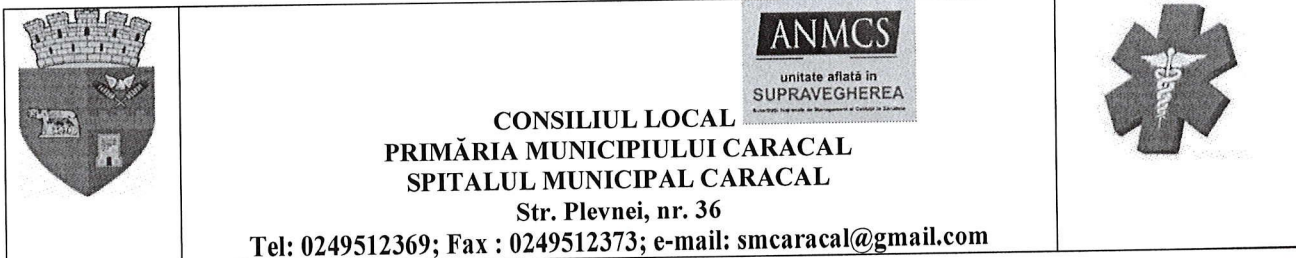 ANMCS
unitate aflată în
SUPRAVEGHEREA
CONSILIUL LOCAL
PRIMĂRIA MUNICIPIULUI CARACAL
SPITALUL MUNICIPAL CARACAL
Str. Plevnei, nr. 36
Tel: 0249512369; Fax : 0249512373; e-mail: smcaracal@gmail.com